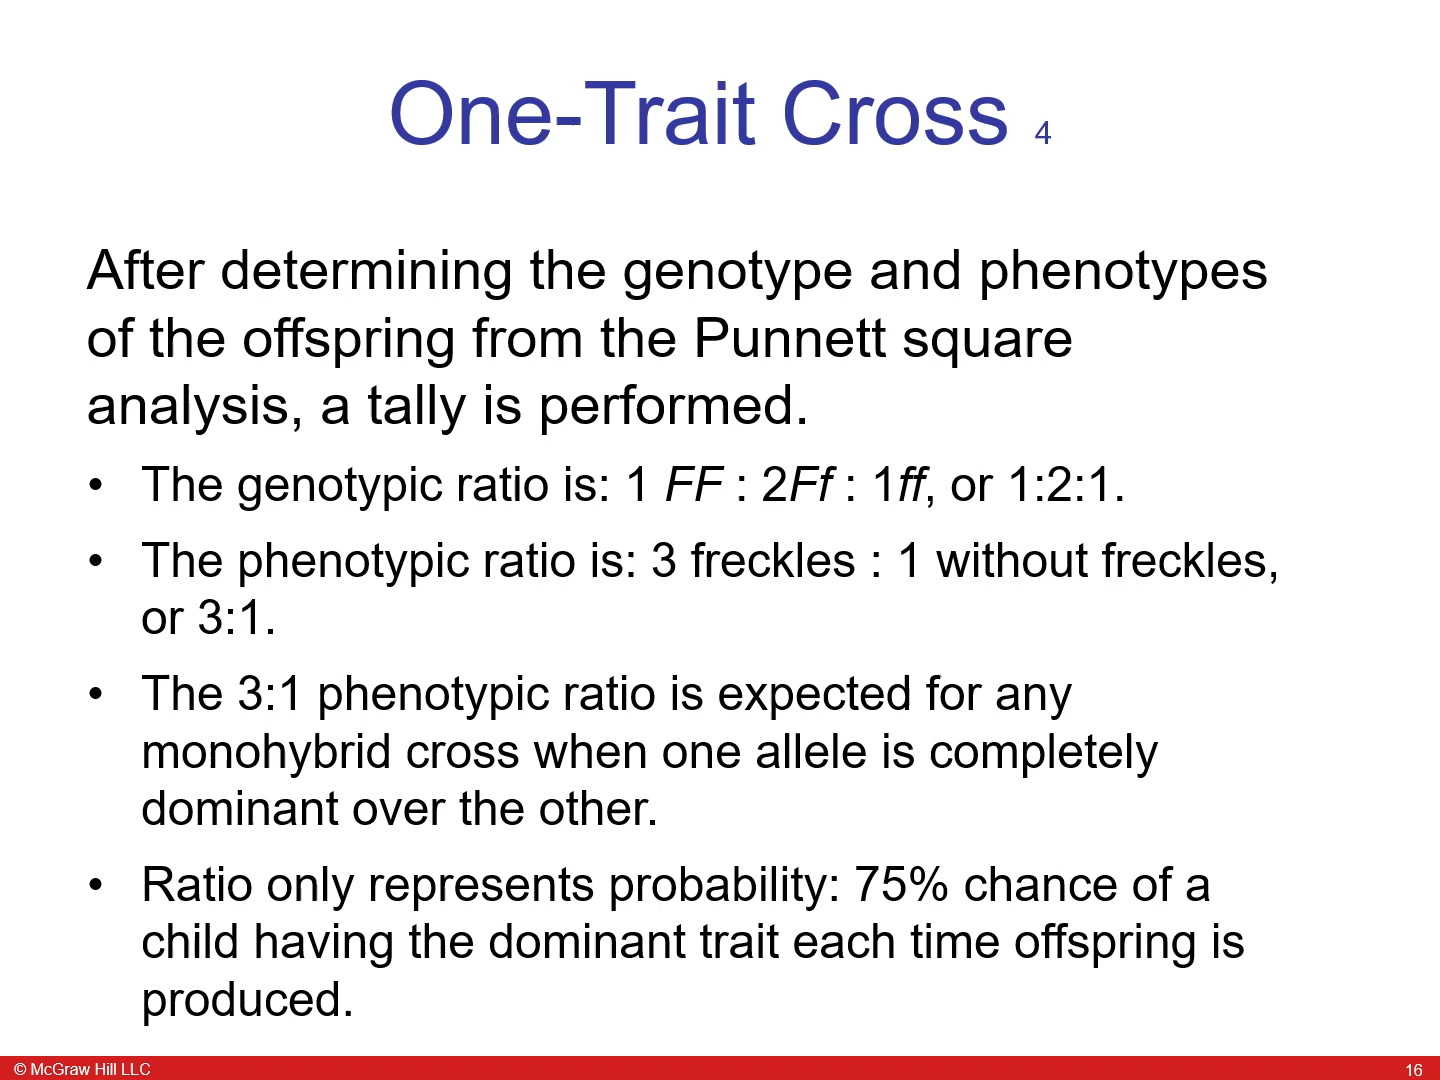 One-Trait Cross 4
After determining the genotype and phenotypes
of the offspring from the Punnett square
analysis, a tally is performed.
• The genotypic ratio is: 1 FF : 2Ff : 1ff, or 1:2:1.
• The phenotypic ratio is: 3 freckles : 1 without freckles,
or 3:1.
• The 3:1 phenotypic ratio is expected for any
monohybrid cross when one allele is completely
dominant over the other.
• Ratio only represents probability: 75% chance of a
child having the dominant trait each time offspring is
produced.
© McGraw Hill LLC
16